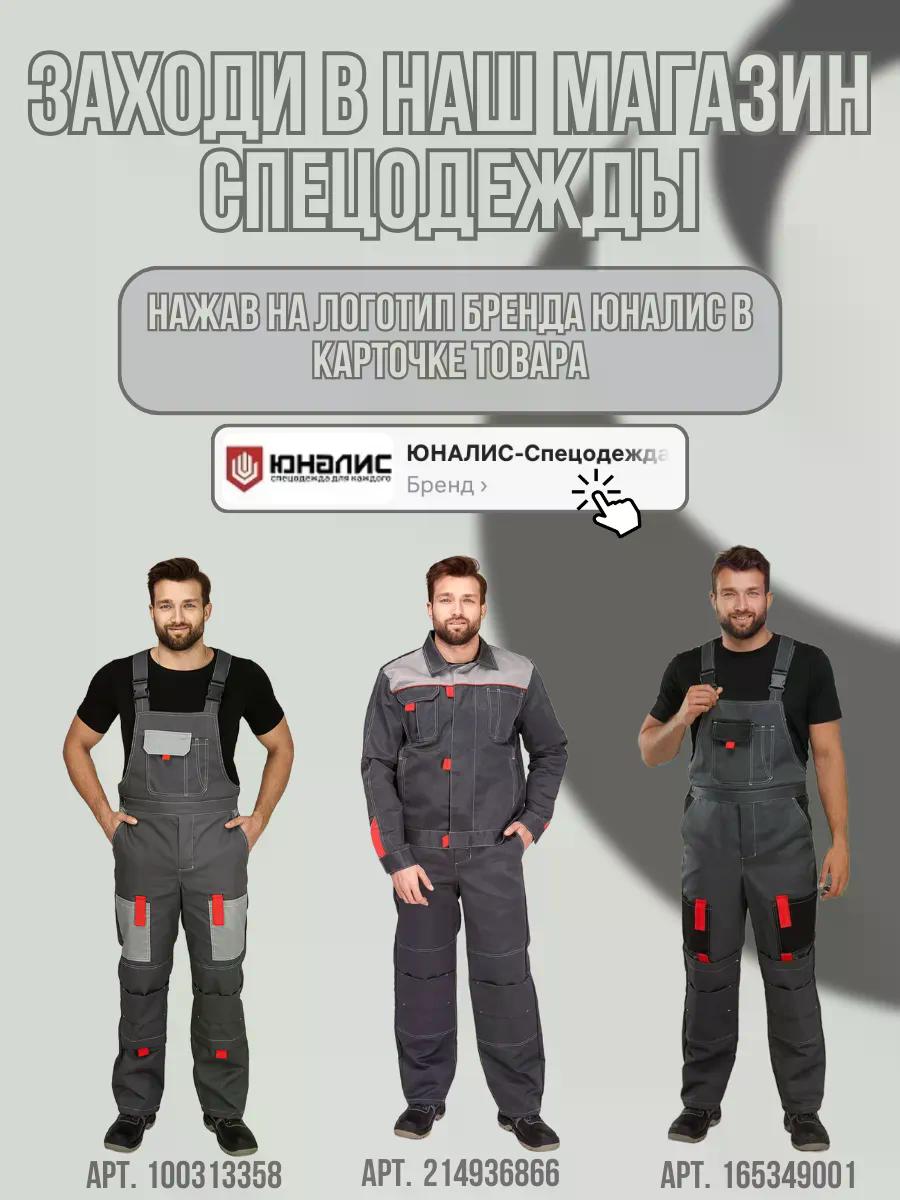 ЗАХОДИ В НАШ МАГАЗИН
СПЕЦОДЕЖДЫ
НАЖАВ НА ЛОГОТИП БРЕНДА ЮНАЛИС В
КАРТОЧКЕ ТОВАРА
ЮНАЛИС
спецодежда для каждого
ЮНАЛИС-Спецодежда
Бренд ›
АРТ. 100313358
АРТ. 214936866
АРТ. 165349001